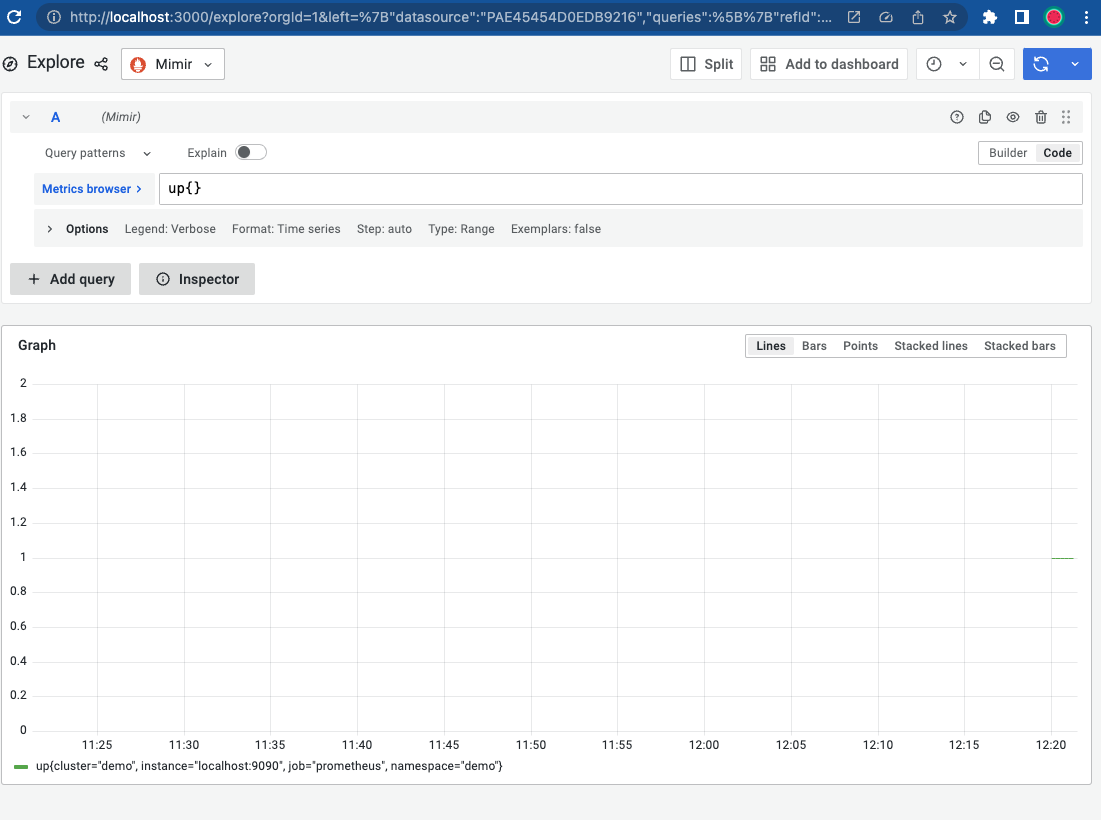 http://localhost:3000/explore?orgId=1&left=%7B"datasource":"PAE45454D0EDB9216","queries":%5B%7B"refId":...
Explore Mimir Split Add to dashboard
A (Mimir)
Query patterns Explain Builder Code
Metrics browser > up{}
> Options Legend: Verbose Format: Time series Step: auto Type: Range Exemplars: false
+ Add query Inspector
Graph Lines Bars Points Stacked lines Stacked bars
2
1.8
1.6
1.4
1.2
1
0.8
0.6
0.4
0.2
0
11:25 11:30 11:35 11:40 11:45 11:50 11:55 12:00 12:05 12:10 12:15 12:20
up{cluster="demo", instance="localhost:9090", job="prometheus", namespace="demo"}